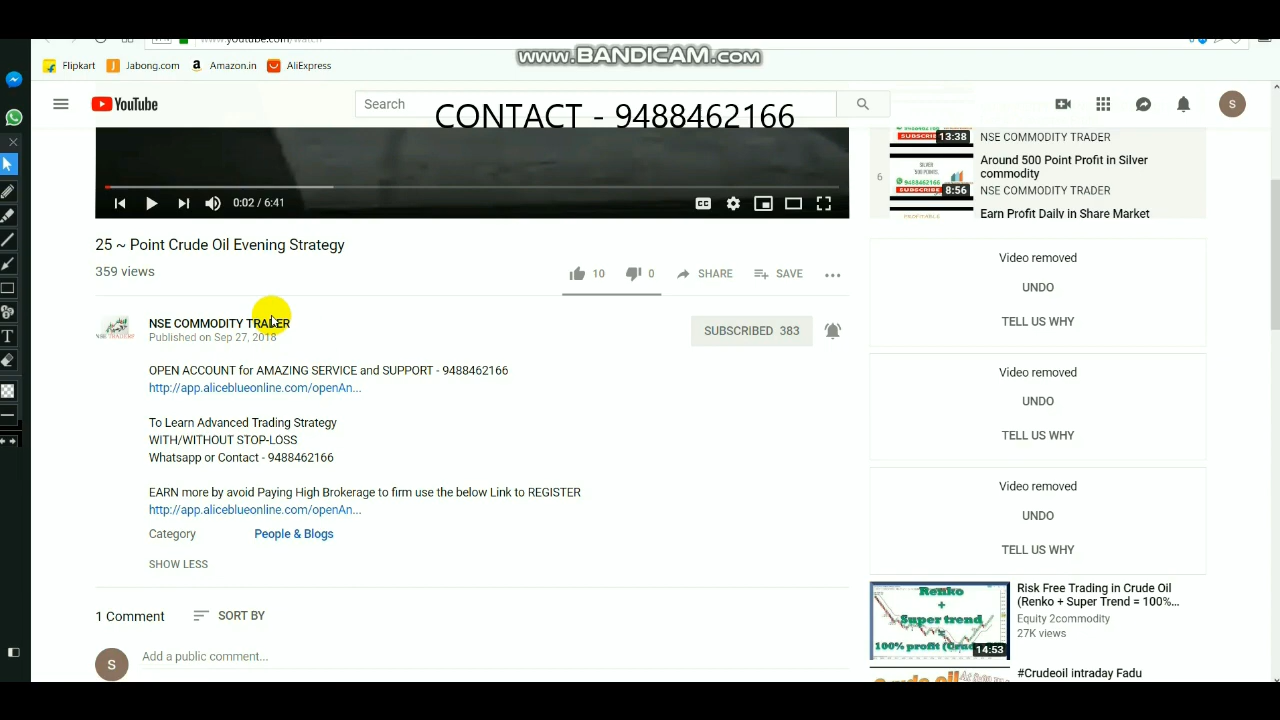 www.BANDICAM.com
Flipkart
Jabong.com
Amazon.in
AliExpress
YouTube
Search
CONTACT - 9488462166
S
13:38
NSE COMMODITY TRADER
6
8:56
Around 500 Point Profit in Silver
commodity
NSE COMMODITY TRADER
Earn Profit Daily in Share Market
0:02 / 6:41
25 ~ Point Crude Oil Evening Strategy
359 views
10
0
SHARE
SAVE
NSE COMMODITY TRADER
Published on Sep 27, 2018
SUBSCRIBED 383
OPEN ACCOUNT for AMAZING SERVICE and SUPPORT - 9488462166
http://app.aliceblueonline.com/openAn...
To Learn Advanced Trading Strategy
WITH/WITHOUT STOP-LOSS
Whatsapp or Contact - 9488462166
EARN more by avoid Paying High Brokerage to firm use the below Link to REGISTER
http://app.aliceblueonline.com/openAn...
Category
People & Blogs
SHOW LESS
1 Comment
SORT BY
S
Add a public comment...
Video removed
UNDO
TELL US WHY
Video removed
UNDO
TELL US WHY
Video removed
UNDO
TELL US WHY
Renko
+
Super trend
=
100% profit
14:53
Risk Free Trading in Crude Oil
(Renko + Super Trend = 100%...
Equity 2commodity
27K views
#Crudeoil intraday Fadu